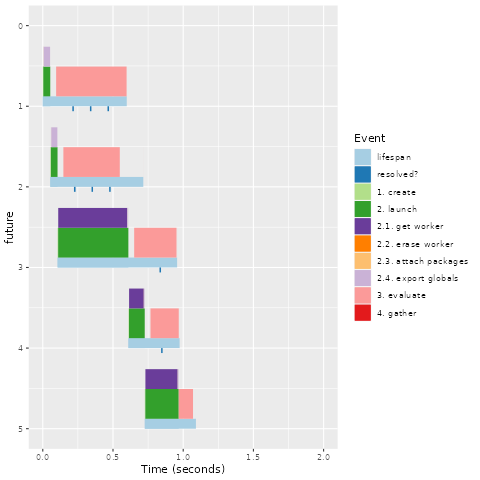 0
1
2
3
4
5
future
0.0 0.5 1.0 1.5 2.0
Time (seconds)
Event
lifespan
resolved?
1. create
2. launch
2.1. get worker
2.2. erase worker
2.3. attach packages
2.4. export globals
3. evaluate
4. gather